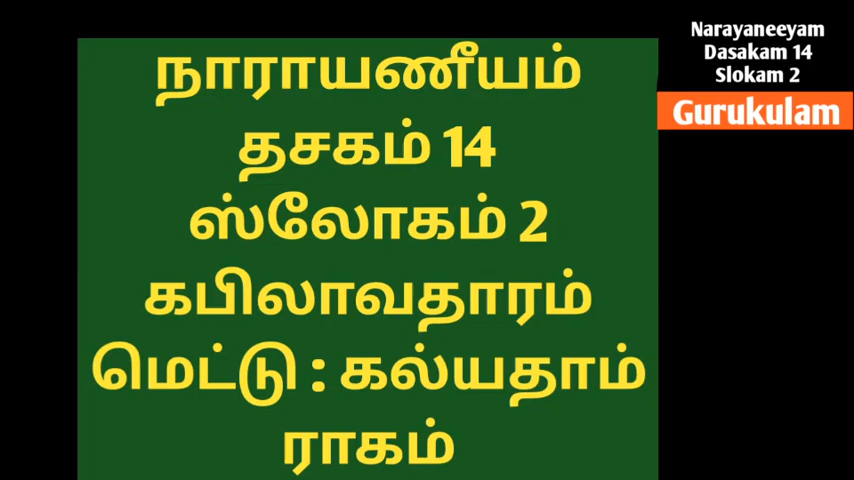 நாராயணீயம்
தசகம் 14
ஸ்லோகம் 2
கபிலாவதாரம்
மெட்டு : கல்யதாம்
ராகம்
Narayaneeyam
Dasakam 14
Slokam 2
Gurukulam